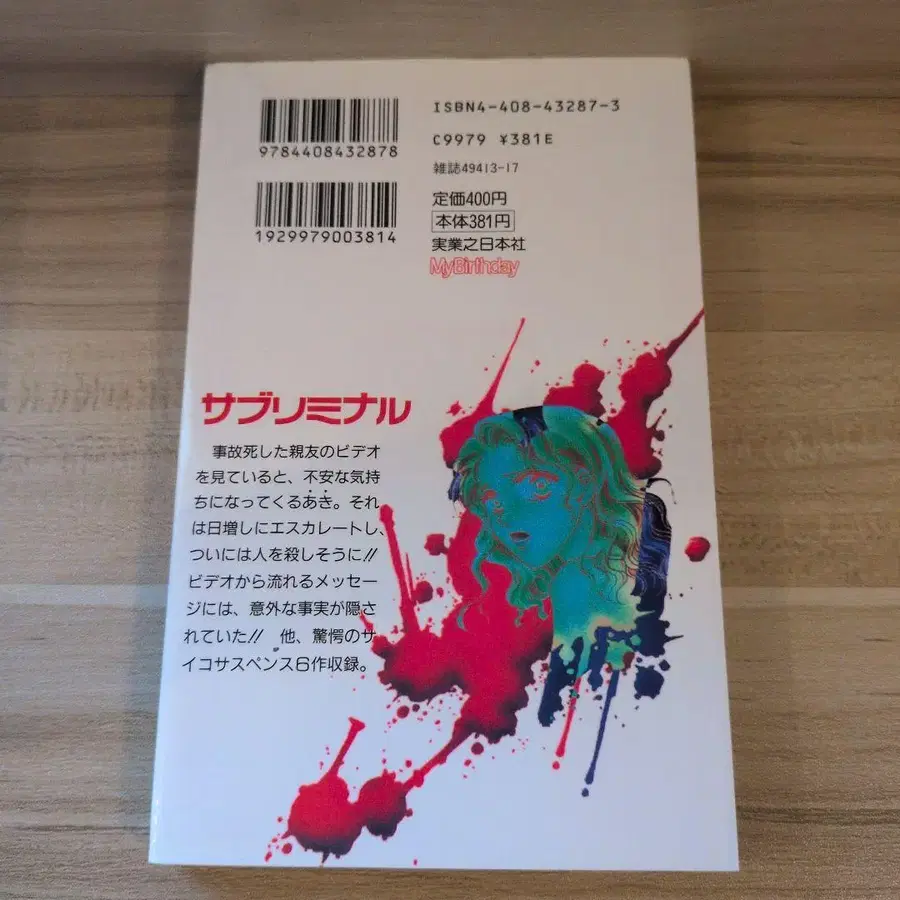 9784408432878
1929979003814
ISBN4-408-43287-3
C9979 ¥381E
雑誌49413-17
定価400円
本体381円
実業之日本社
MyBirthday
サブリミナル
事故死した親友のビデオ
を見ていると、不安な気持
ちになってくるあき。それ
は日増しにエスカレートし、
ついには人を殺しそうに!!
ビデオから流れるメッセー
ジには、意外な事実が隠さ
れていた!! 他、驚愕のサ
イコサスペンス6作収録。